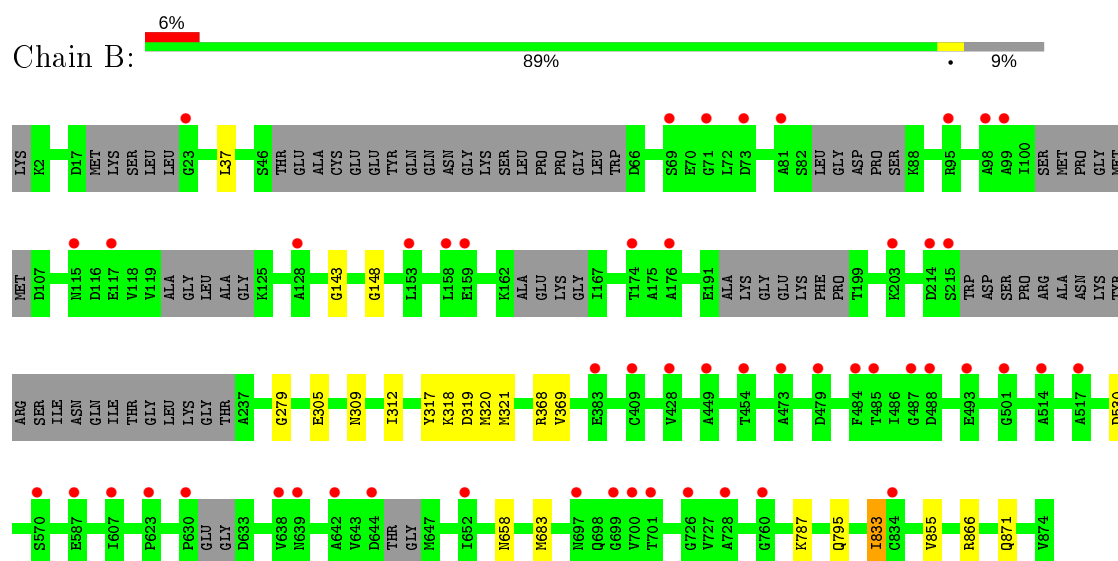 6%
Chain B:
89%
•
9%
LYS K2 D17 MET LYS SER LEU LEU G23 L37 S46 THR GLU ALA CYS GLU GLU TYR GLN GLN ASN GLY LYS SER LEU PRO PRO GLY LEU TRP D66 S69 E70 G71 L72 D73 A81 S82 LEU GLY ASP PRO SER K88 R95 A98 A99 I100 SER MET PRO GLY MET
MET D107 N115 D116 E117 V118 V119 ALA GLY LEU ALA GLY K125 A128 G143 G148 L153 L158 E159 K162 ALA GLU LYS GLY I167 T174 A175 A176 E191 ALA LYS GLY GLU LYS PHE PRO T199 K203 D214 S215 TRP ASP SER PRO ARG ALA ASN LYS TYR
ARG SER ILE ASN GLN ILE THR GLY LEU LYS GLY THR A237 G279 E305 N309 I312 Y317 K318 D319 M320 M321 R368 V369 E383 C409 V428 A449 T454 A473 D479 F484 T485 I486 G487 D488 E493 G501 A514 A517 D530
S570 E587 I607 P623 P630 GLU GLY D633 V638 N639 A642 V643 D644 THR GLY M647 I652 N658 M683 N697 Q698 G699 V700 T701 G726 V727 A728 G760 K787 Q795 I833 C834 V855 R866 Q871 V874